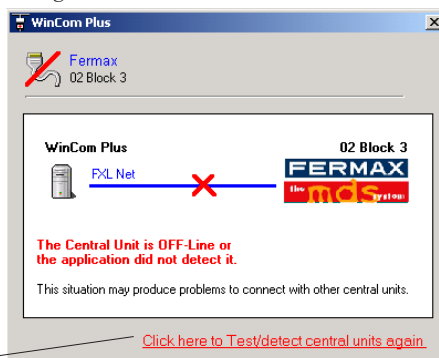 WinCom Plus
Fermax
02 Block 3
WinCom Plus
02 Block 3
FXL Net
FERMAX
the mds system
The Central Unit is OFF-Line or
the application did not detect it.
This situation may produce problems to connect with other central units.
Click here to Test/detect central units again